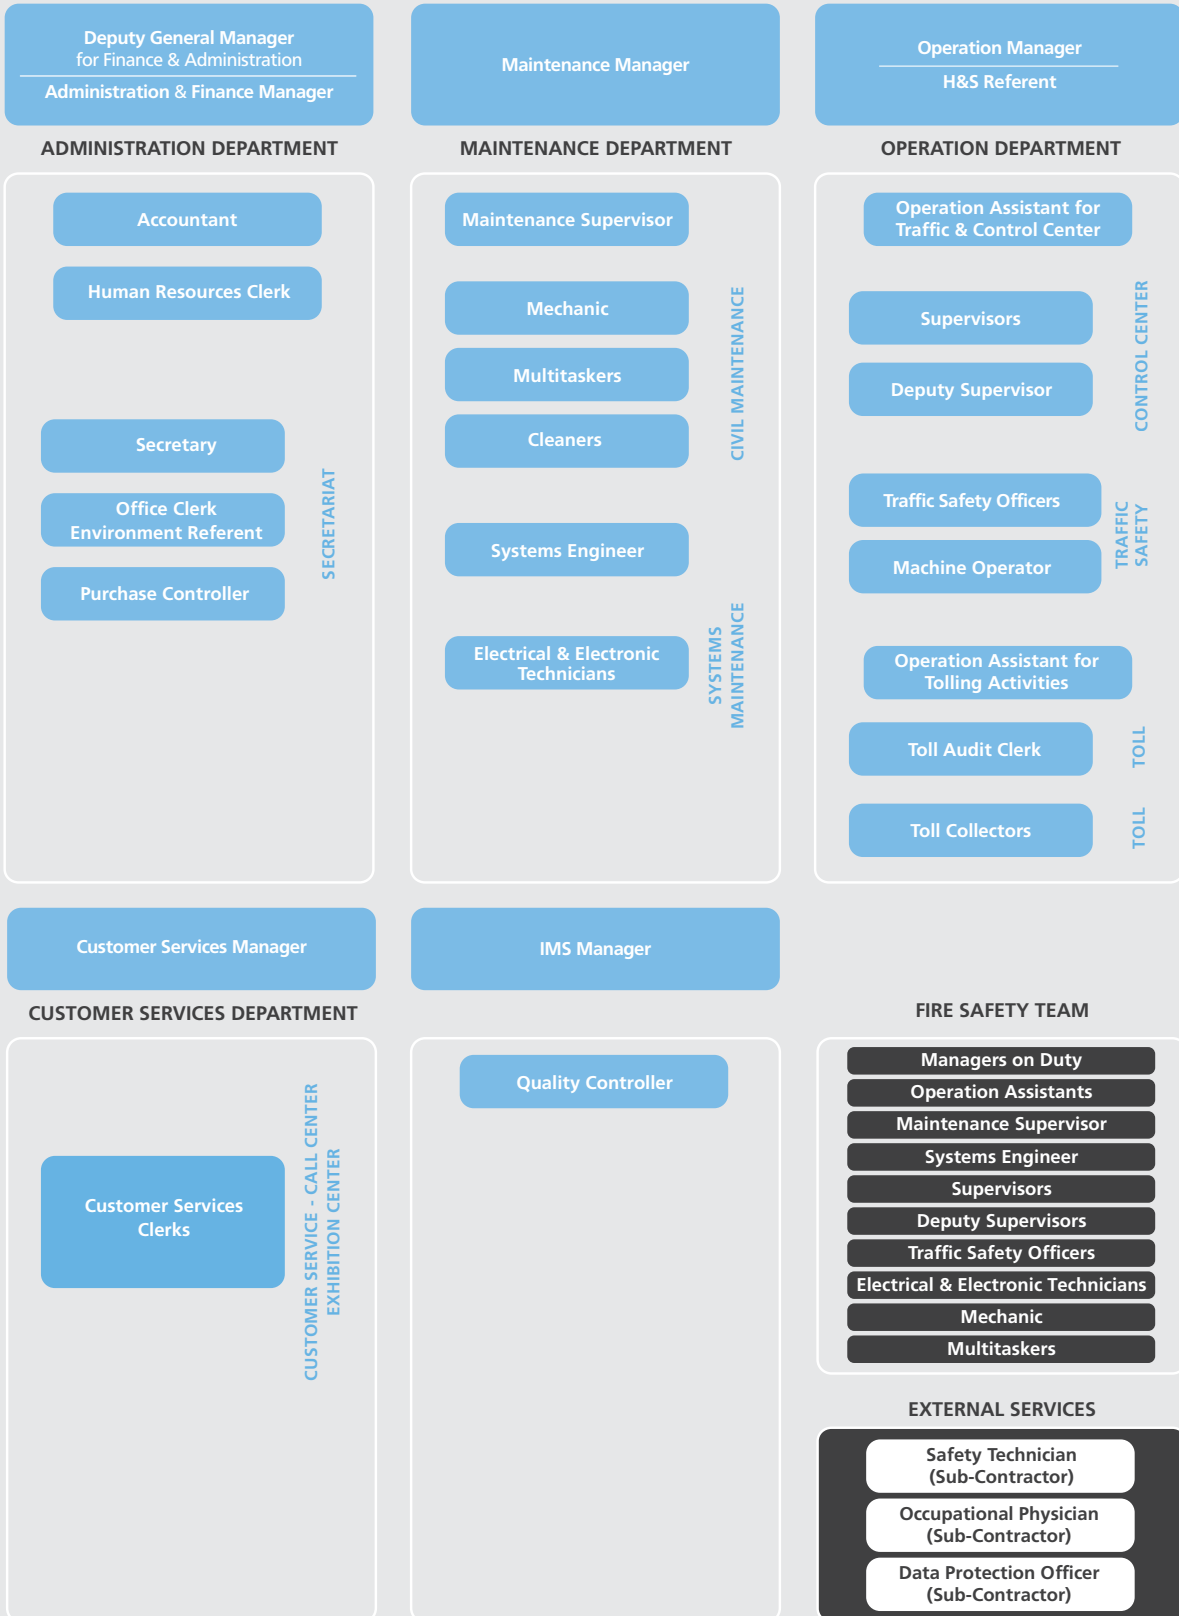 Deputy General Manager
for Finance & Administration
Administration & Finance Manager
ADMINISTRATION DEPARTMENT
Accountant
Human Resources Clerk
Secretary
Office Clerk
Environment Referent
Purchase Controller
SECRETARIAT
Maintenance Manager
MAINTENANCE DEPARTMENT
Maintenance Supervisor
Mechanic
Multitaskers
Cleaners
CIVIL MAINTENANCE
Systems Engineer
Electrical & Electronic
Technicians
SYSTEMS
MAINTENANCE
Operation Manager
H&S Referent
OPERATION DEPARTMENT
Operation Assistant for
Traffic & Control Center
Supervisors
Deputy Supervisor
CONTROL CENTER
Traffic Safety Officers
Machine Operator
TRAFFIC
SAFETY
Operation Assistant for
Tolling Activities
Toll Audit Clerk
TOLL
Toll Collectors
TOLL
Customer Services Manager
CUSTOMER SERVICES DEPARTMENT
Customer Services
Clerks
CUSTOMER SERVICE - CALL CENTER
EXHIBITION CENTER
IMS Manager
Quality Controller
FIRE SAFETY TEAM
Managers on Duty
Operation Assistants
Maintenance Supervisor
Systems Engineer
Supervisors
Deputy Supervisors
Traffic Safety Officers
Electrical & Electronic Technicians
Mechanic
Multitaskers
EXTERNAL SERVICES
Safety Technician
(Sub-Contractor)
Occupational Physician
(Sub-Contractor)
Data Protection Officer
(Sub-Contractor)